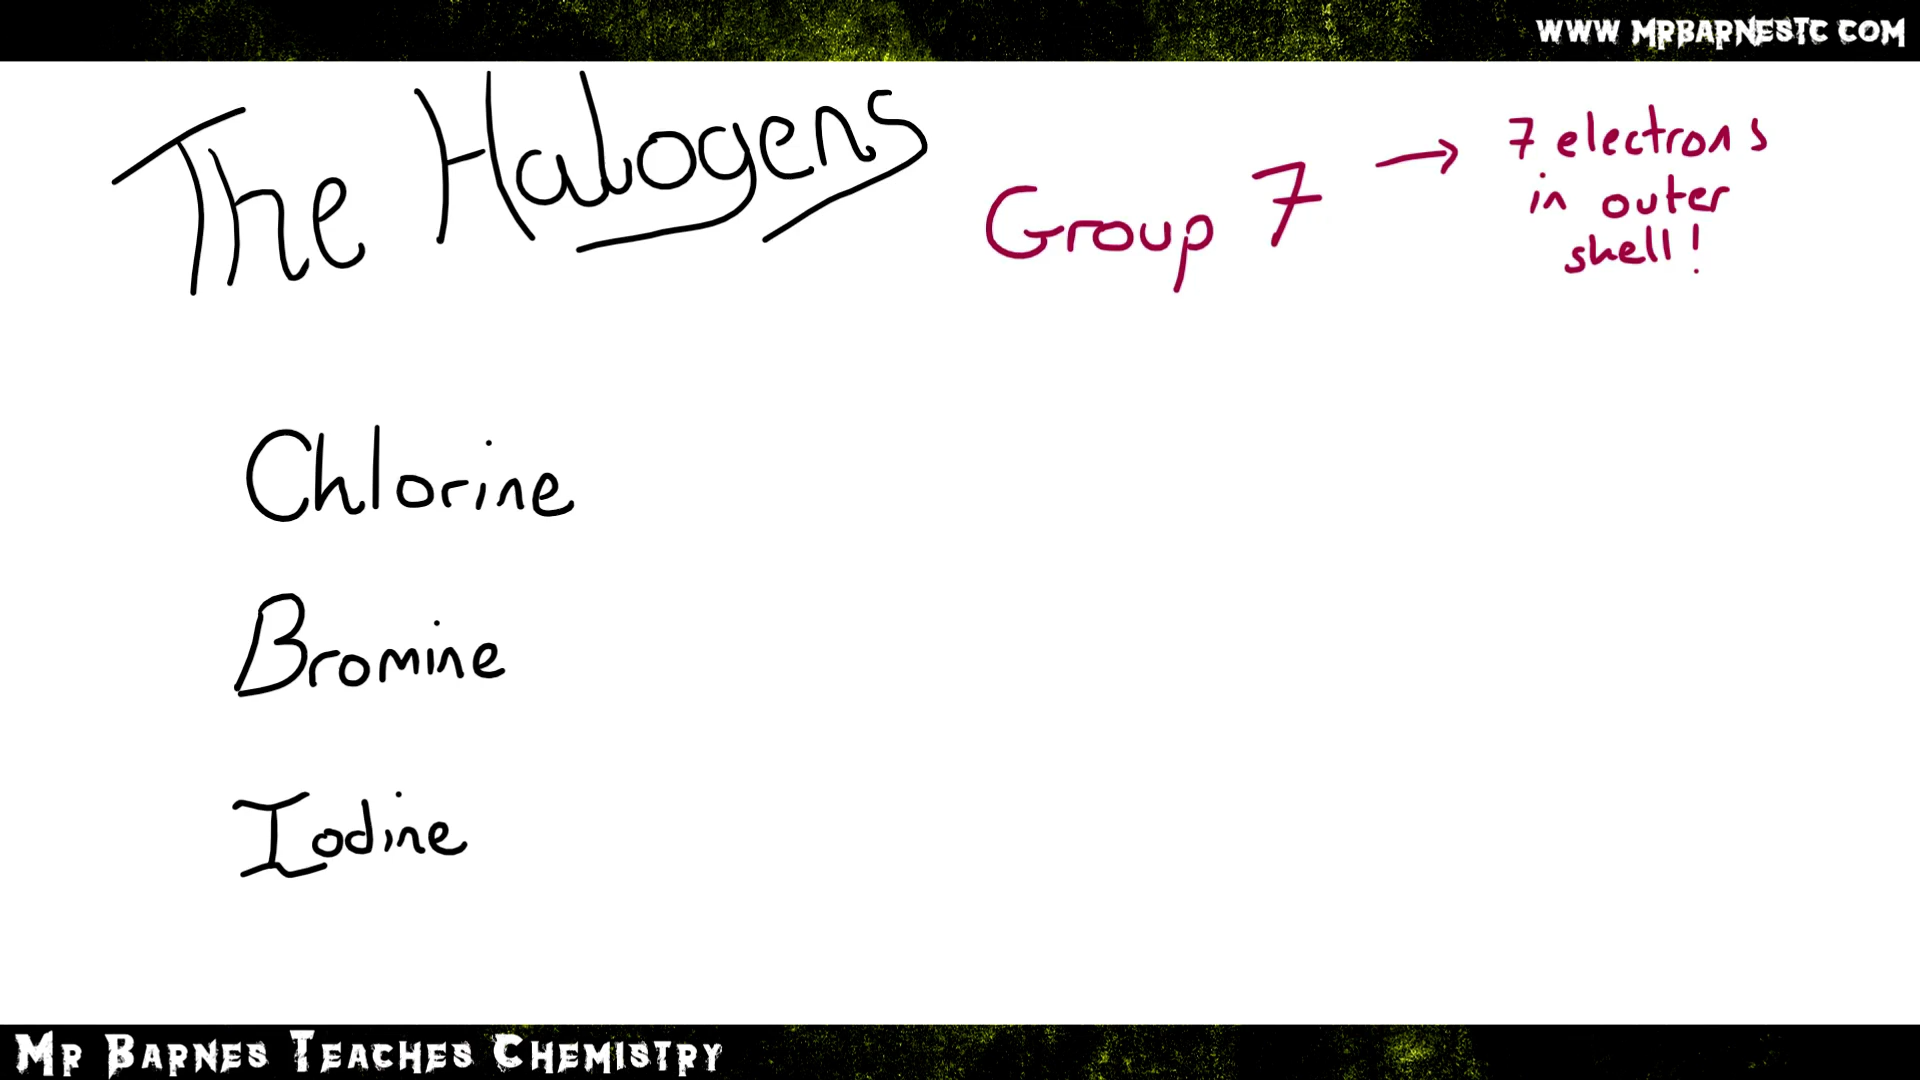 WWW MRBARNESTC COM
The Halogens
Group 7 → 7 electrons
in outer
shell!
Chlorine
Bromine
Iodine
MR BARNES TEACHES CHEMISTRY